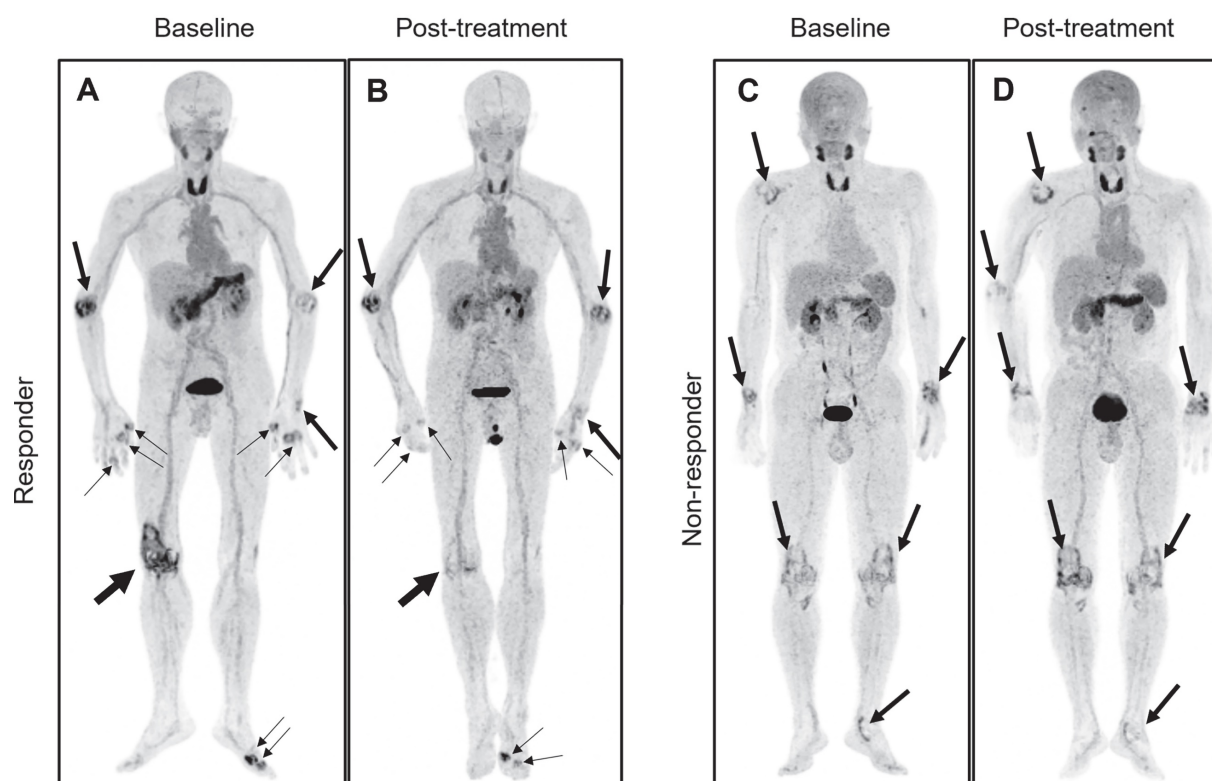 Baseline Post-treatment Baseline Post-treatment
A B C D
Responder
Non-responder